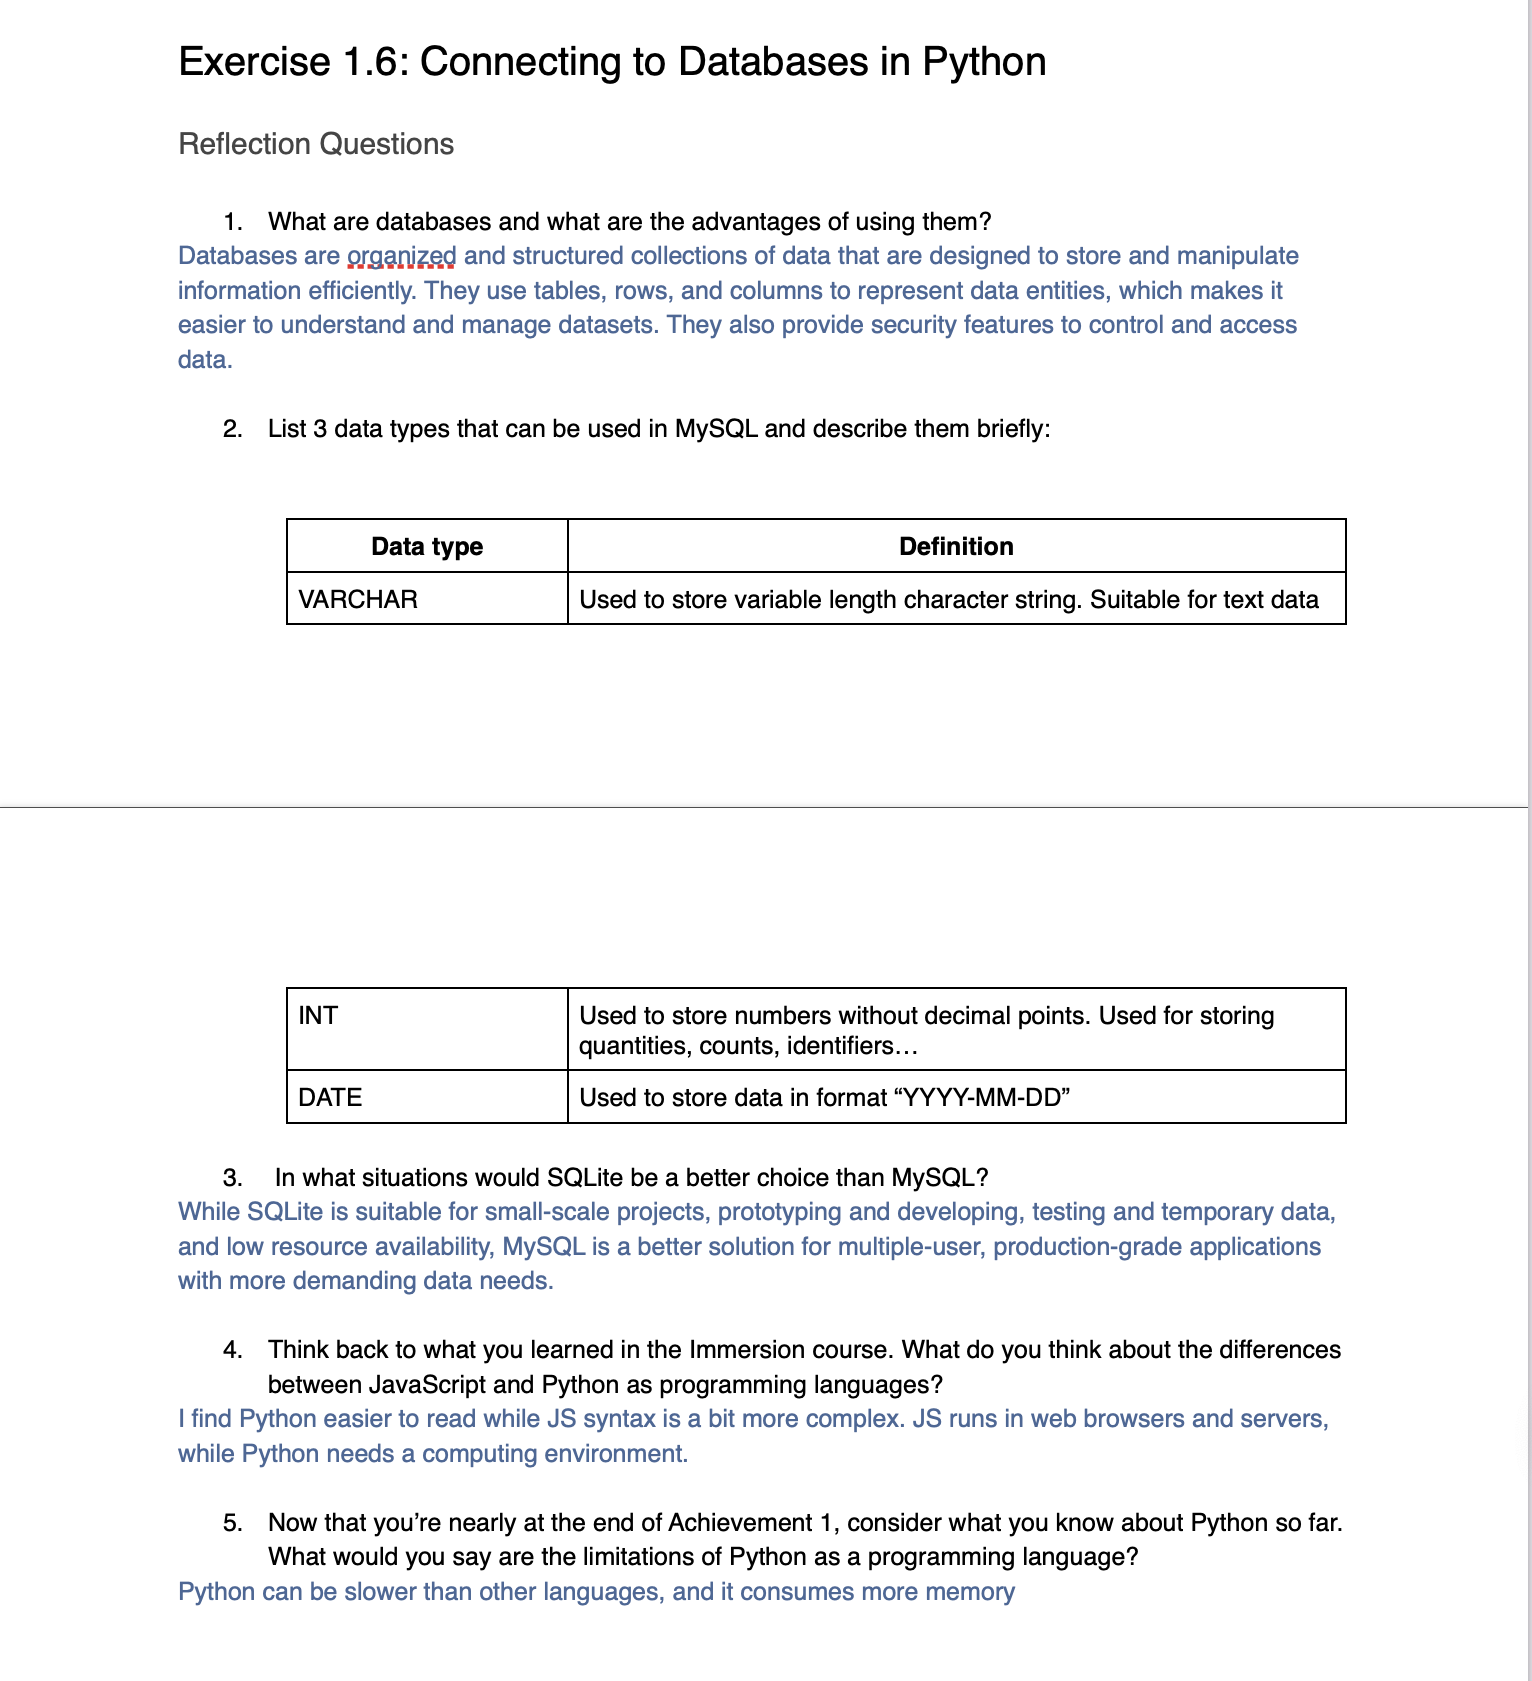 Exercise 1.6: Connecting to Databases in Python
Reflection Questions
1. What are databases and what are the advantages of using them?
Databases are organized and structured collections of data that are designed to store and manipulate
information efficiently. They use tables, rows, and columns to represent data entities, which makes it
easier to understand and manage datasets. They also provide security features to control and access
data.
2. List 3 data types that can be used in MySQL and describe them briefly:
Data type Definition
VARCHAR Used to store variable length character string. Suitable for text data
INT Used to store numbers without decimal points. Used for storing
quantities, counts, identifiers…
DATE Used to store data in format “YYYY-MM-DD”
3. In what situations would SQLite be a better choice than MySQL?
While SQLite is suitable for small-scale projects, prototyping and developing, testing and temporary data,
and low resource availability, MySQL is a better solution for multiple-user, production-grade applications
with more demanding data needs.
4. Think back to what you learned in the Immersion course. What do you think about the differences
between JavaScript and Python as programming languages?
I find Python easier to read while JS syntax is a bit more complex. JS runs in web browsers and servers,
while Python needs a computing environment.
5. Now that you’re nearly at the end of Achievement 1, consider what you know about Python so far.
What would you say are the limitations of Python as a programming language?
Python can be slower than other languages, and it consumes more memory